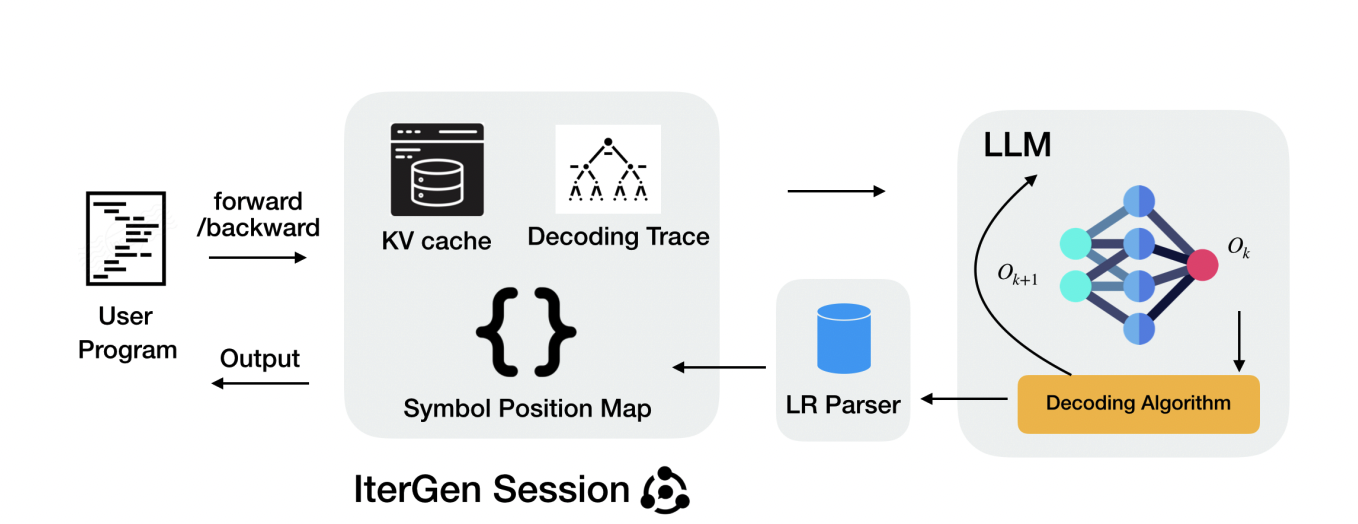 LLM
forward
/backward
KV cache
Decoding Trace
O_k
O_{k+1}
User
Program
Output
Symbol Position Map
LR Parser
Decoding Algorithm
IterGen Session